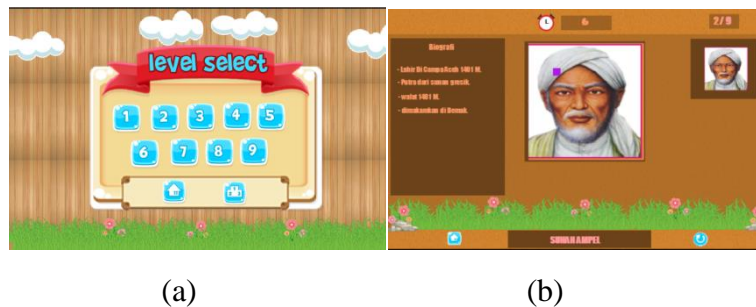 level select
1 2 3 4 5
6 7 8 9
6
2/9
Biografi
- Lahir Di Campa Aceh 1401 M.
- Putra dari sunan gresik.
- wafat 1481 M.
- dimakamkan di Demak.
SUNAN AMPEL
(a) (b)